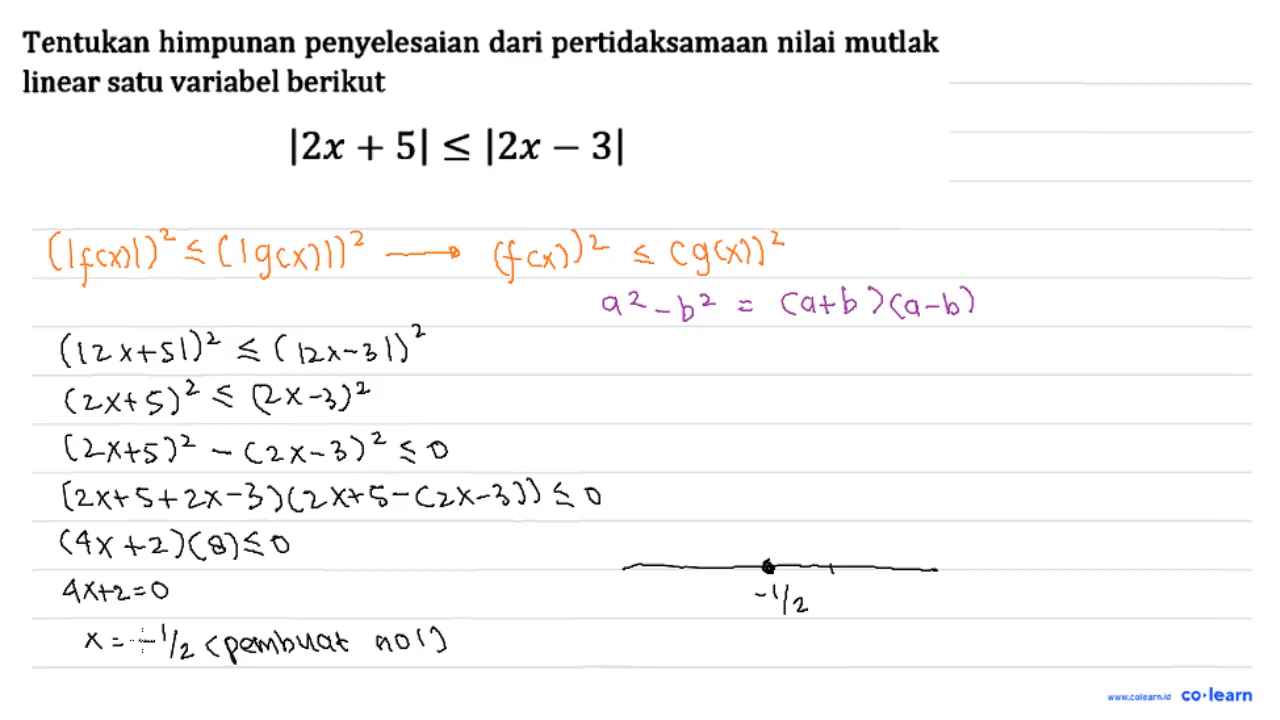 Tentukan himpunan penyelesaian dari pertidaksamaan nilai mutlak
linear satu variabel berikut
|2x + 5| ≤ |2x − 3|
(|f(x)|)² ≤ (|g(x)|)² → (f(x))² ≤ (g(x))²
a² - b² = (a+b)(a-b)
(|2x+5|)² ≤ (|2x-3|)²
(2x+5)² ≤ (2x-3)²
(2x+5)² - (2x-3)² ≤ 0
(2x+5+2x-3)(2x+5-(2x-3)) ≤ 0
(4x+2)(8) ≤ 0
4x+2=0
-1/2
x = -1/2 (pembuat nol)
www.colearn.id co·learn